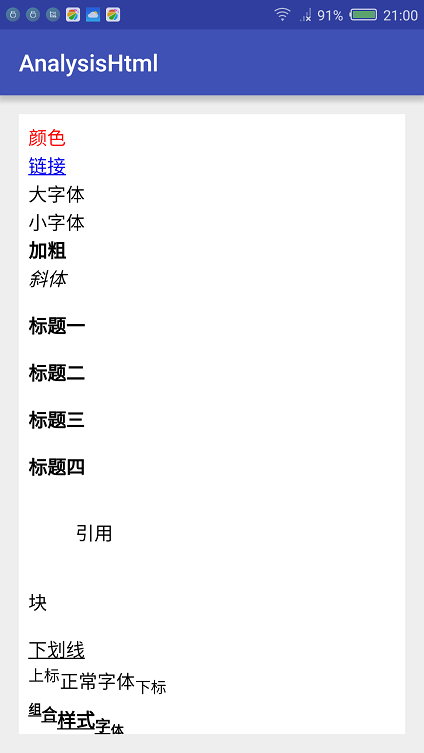 91% 21:00
AnalysisHtml
颜色
链接
大字体
小字体
加粗
斜体
标题一
标题二
标题三
标题四
引用
块
下划线
上标正常字体下标
组合样式字体